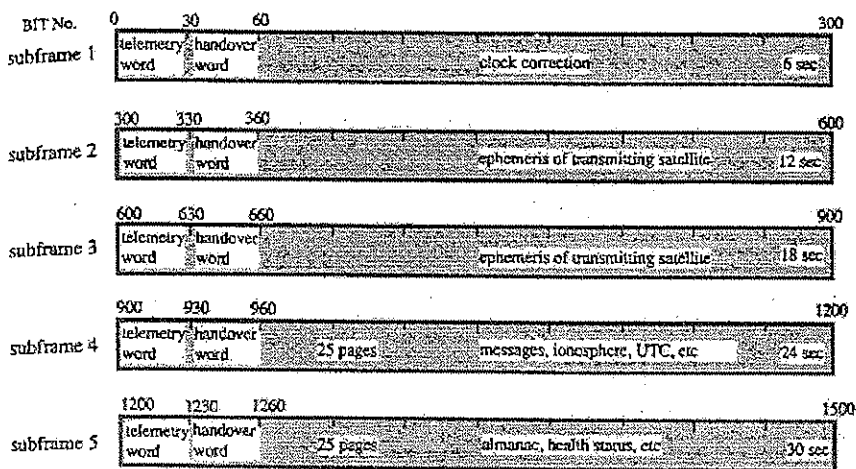 BIT No. 0 30 60 300
subframe 1 telemetry word handover word clock correction 6 sec
300 330 360 600
subframe 2 telemetry word handover word ephemeris of transmitting satellite 12 sec
600 630 660 900
subframe 3 telemetry word handover word ephemeris of transmitting satellite 18 sec
900 930 960 1200
subframe 4 telemetry word handover word 25 pages messages, ionosphere, UTC, etc 24 sec
1200 1230 1260 1500
subframe 5 telemetry word handover word 25 pages almanac, health status, etc 30 sec